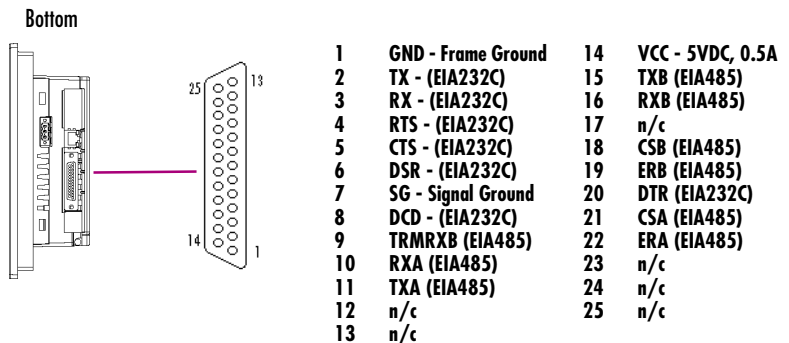 Bottom
25
13
14
1
1 GND - Frame Ground
2 TX - (EIA232C)
3 RX - (EIA232C)
4 RTS - (EIA232C)
5 CTS - (EIA232C)
6 DSR - (EIA232C)
7 SG - Signal Ground
8 DCD - (EIA232C)
9 TRMRXB (EIA485)
10 RXA (EIA485)
11 TXA (EIA485)
12 n/c
13 n/c
14 VCC - 5VDC, 0.5A
15 TXB (EIA485)
16 RXB (EIA485)
17 n/c
18 CSB (EIA485)
19 ERB (EIA485)
20 DTR (EIA232C)
21 CSA (EIA485)
22 ERA (EIA485)
23 n/c
24 n/c
25 n/c